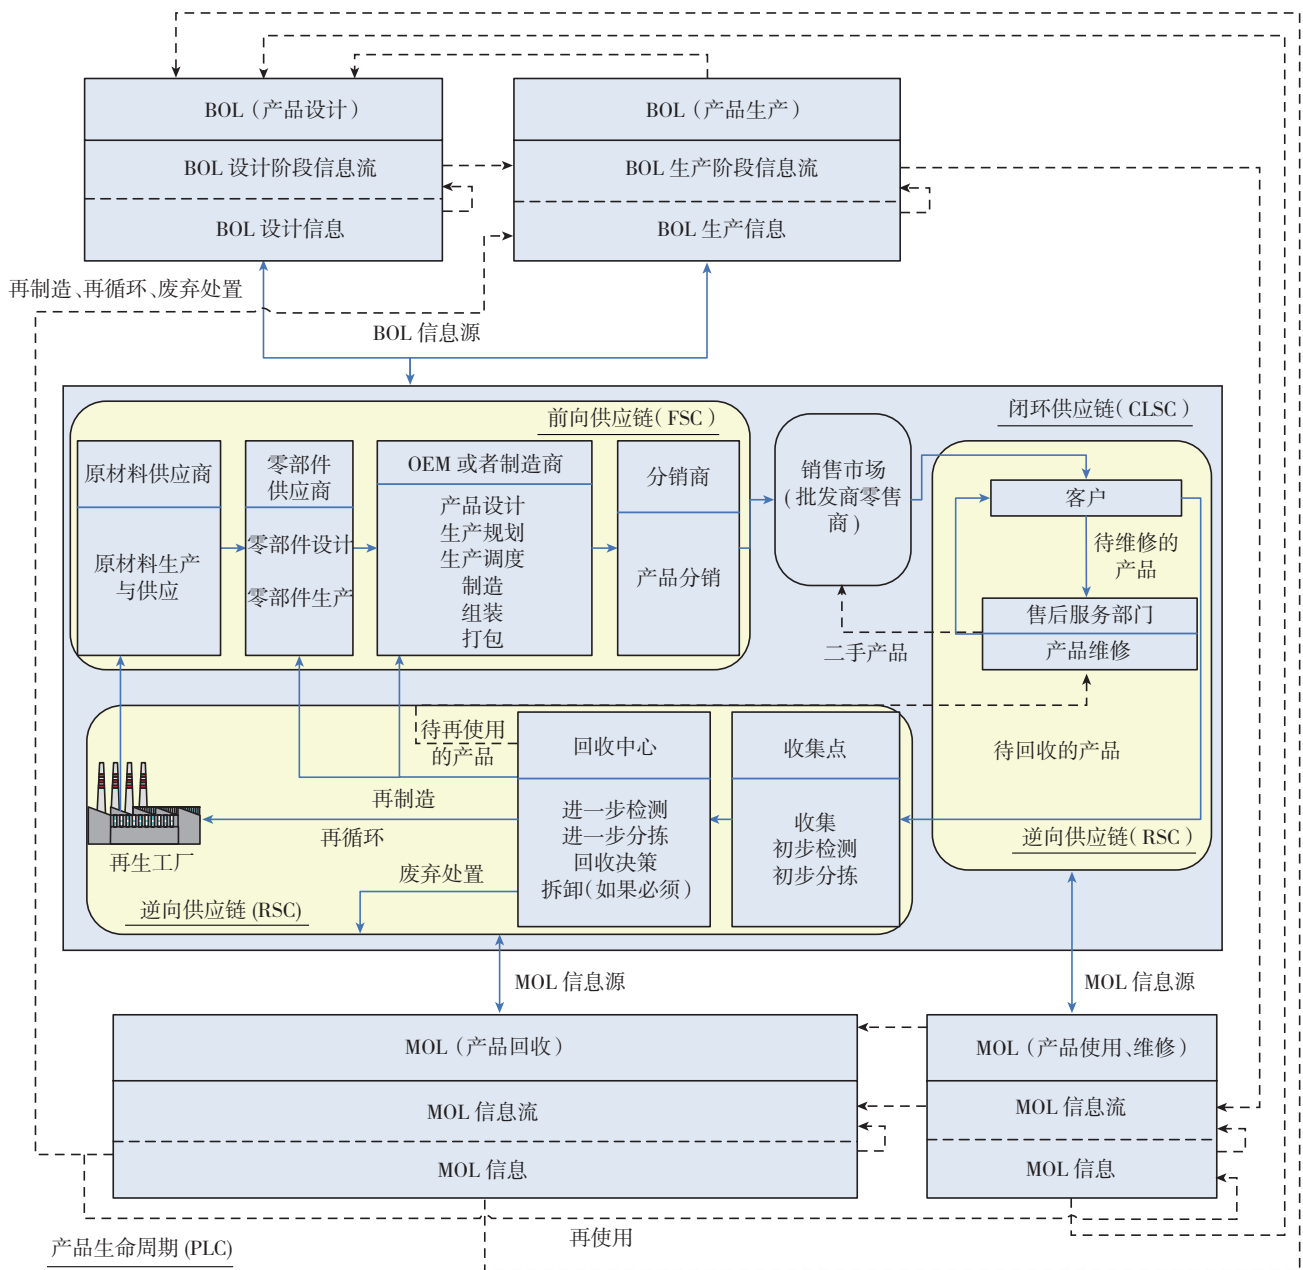 BOL（产品设计）
BOL 设计阶段信息流
BOL 设计信息
BOL（产品生产）
BOL 生产阶段信息流
BOL 生产信息
再制造、再循环、废弃处置
BOL 信息源
前向供应链( FSC )
闭环供应链( CLSC )
原材料供应商
原材料生产
与供应
零部件
供应商
零部件设计
零部件生产
OEM 或者制造商
产品设计
生产规划
生产调度
制造
组装
打包
分销商
产品分销
销售市场
( 批发商零售
商 )
客户
待维修的
产品
售后服务部门
产品维修
二手产品
待再使用
的产品
回收中心
进一步检测
进一步分拣
回收决策
拆卸( 如果必须 )
收集点
收集
初步检测
初步分拣
待回收的产品
再制造
再循环
再生工厂
废弃处置
逆向供应链 (RSC)
逆向供应链( RSC )
MOL 信息源
MOL 信息源
MOL（产品回收）
MOL 信息流
MOL 信息
MOL（产品使用、维修）
MOL 信息流
MOL 信息
再使用
产品生命周期 (PLC)